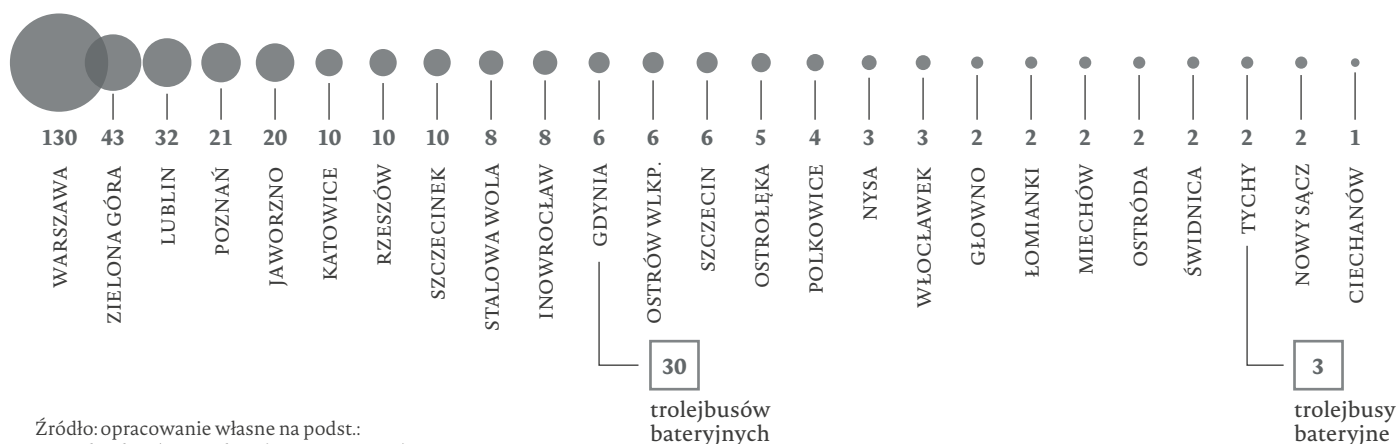 130 43 32 21 20 10 10 10 8 8 6 6 6 5 4 3 3 2 2 2 2 2 2 2 1
WARSZAWA
ZIELONA GÓRA
LUBLIN
POZNAŃ
JAWORZNO
KATOWICE
RZESZÓW
SZCZECINEK
STALOWA WOLA
INOWROCŁAW
GDYNIA
OSTRÓW WLKP.
SZCZECIN
OSTROŁĘKA
POLKOWICE
NYSA
WŁOCŁAWEK
GŁOWNO
ŁOMIANKI
MIECHÓW
OSTRÓDA
ŚWIDNICA
TYCHY
NOWY SĄCZ
CIECHANÓW
30
trolejbusów
bateryjnych
3
trolejbusy
bateryjne
Źródło: opracowanie własne na podst.: